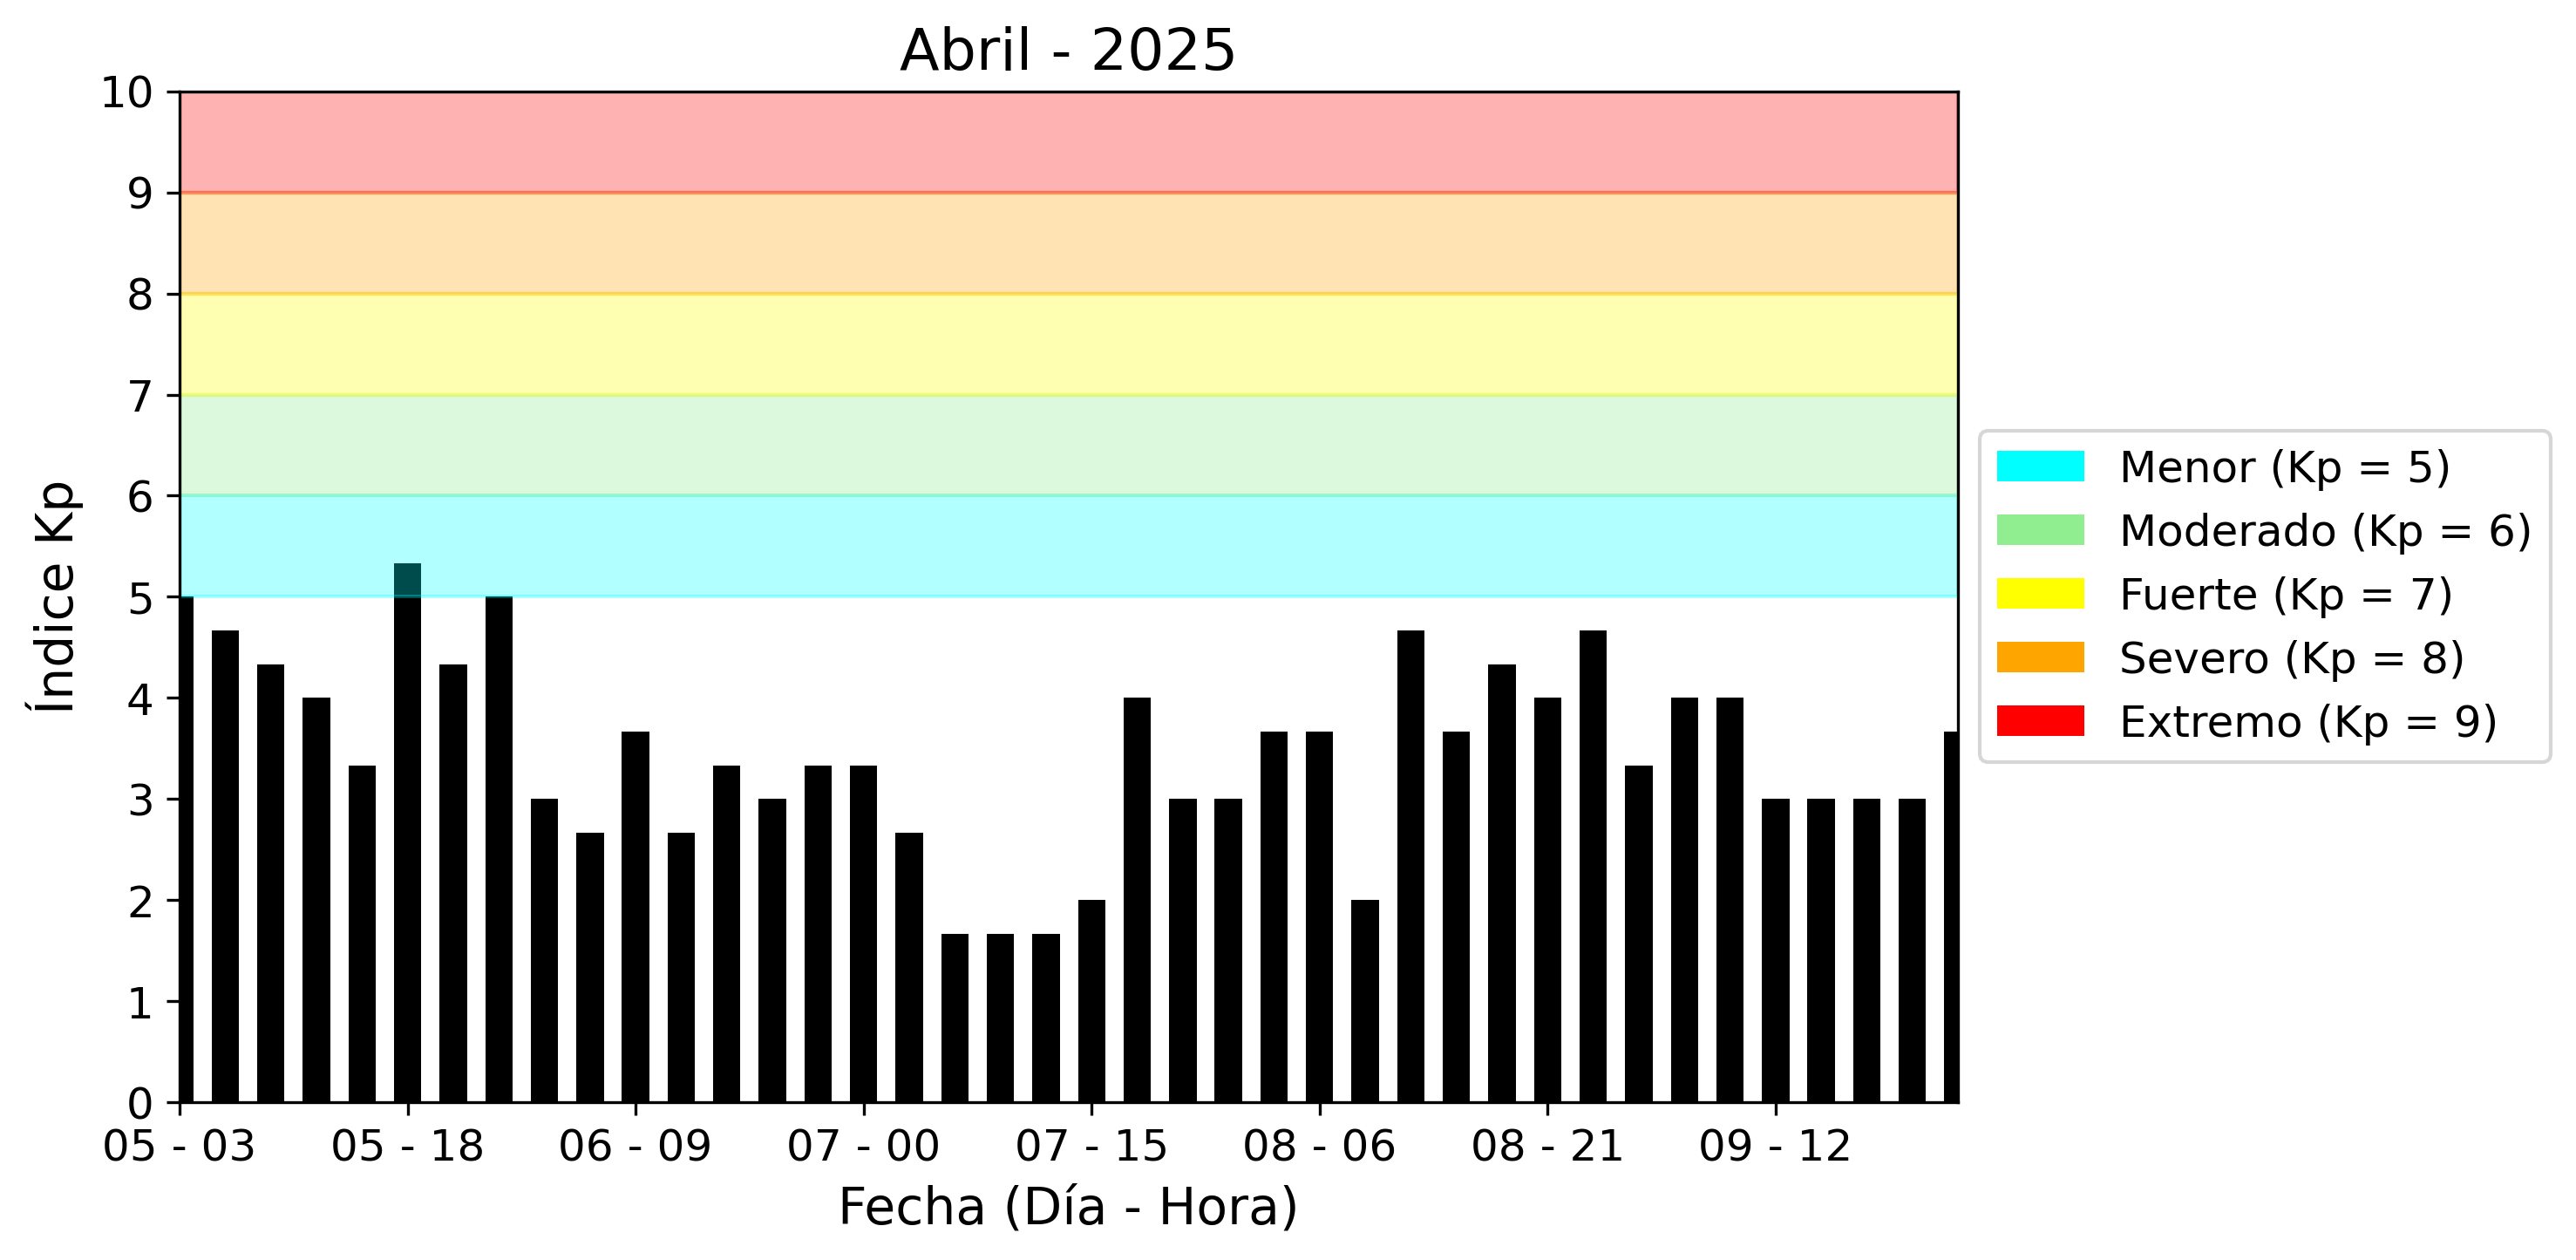 Abril - 2025
10
9
8
7
6
5
4
3
2
1
0
Índice Kp
05 - 03
05 - 18
06 - 09
07 - 00
07 - 15
08 - 06
08 - 21
09 - 12
Fecha (Día - Hora)
Menor (Kp = 5)
Moderado (Kp = 6)
Fuerte (Kp = 7)
Severo (Kp = 8)
Extremo (Kp = 9)